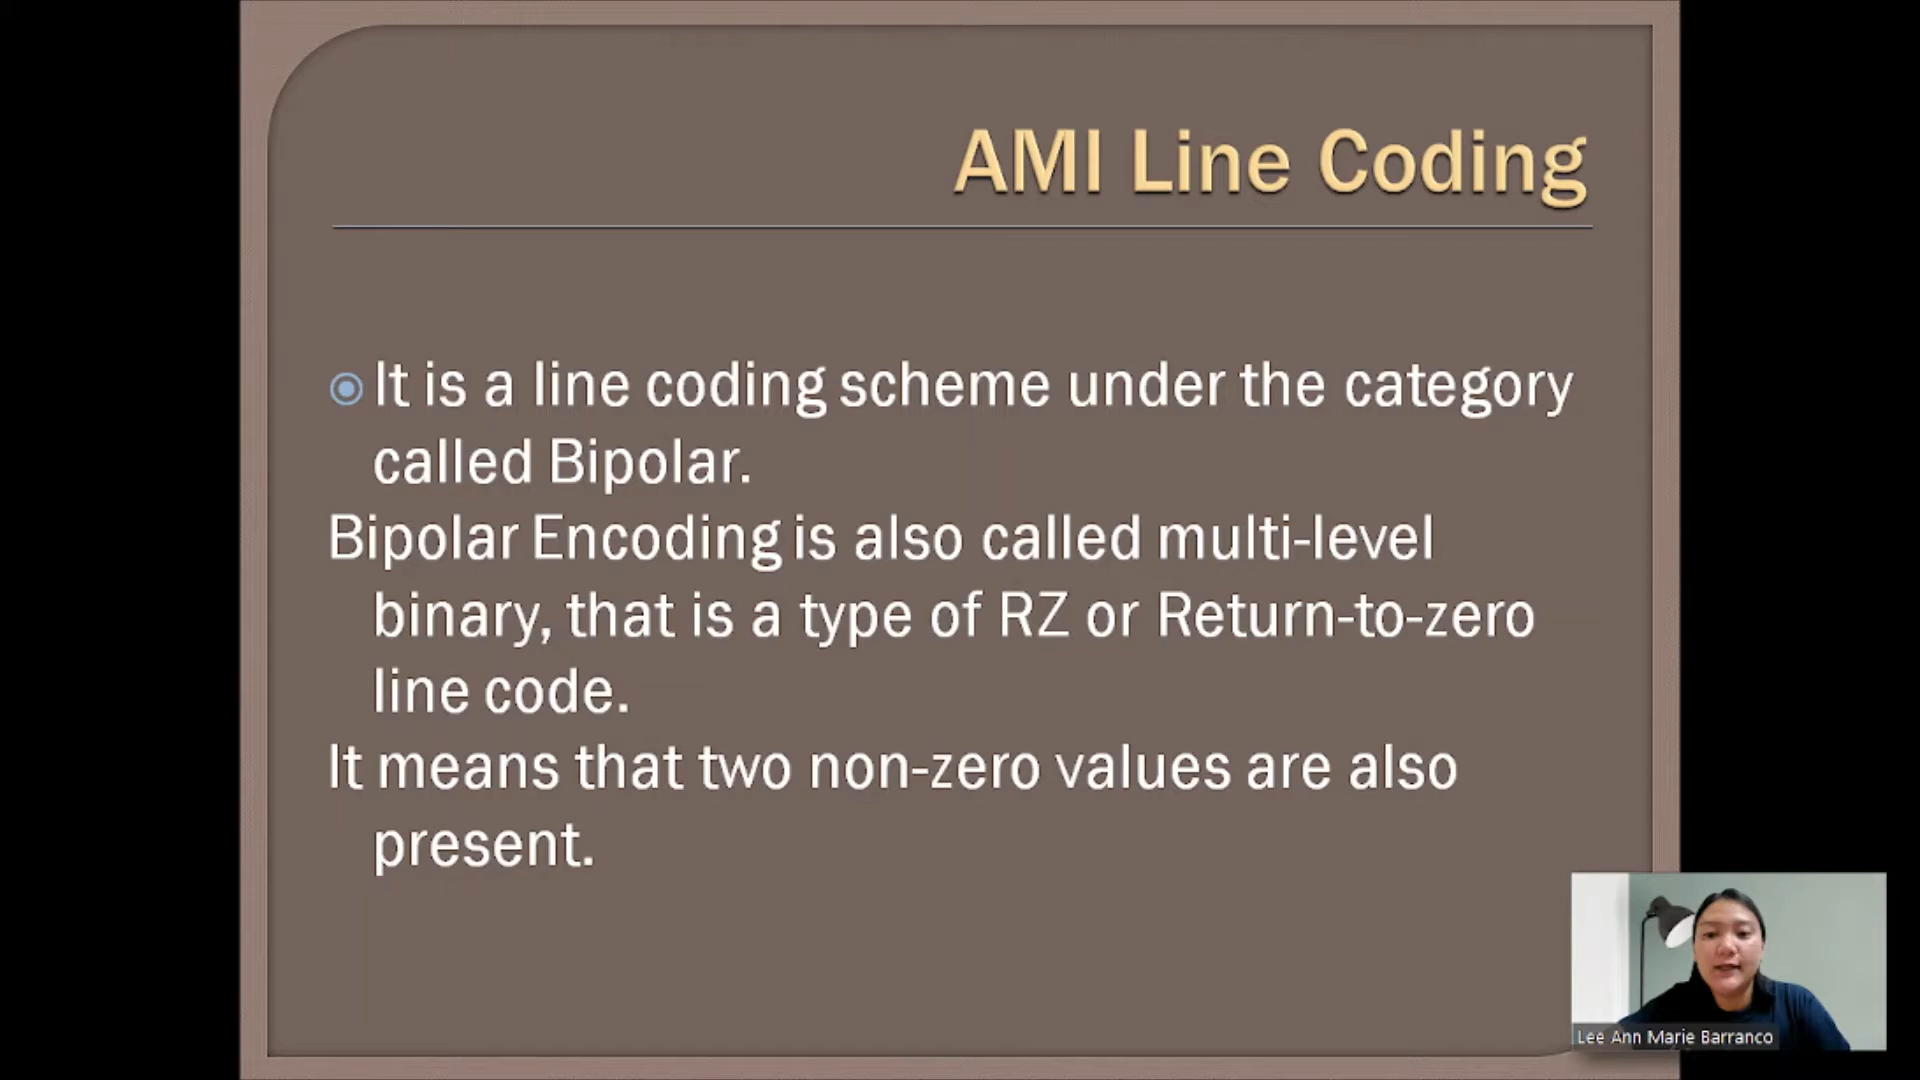 AMI Line Coding
It is a line coding scheme under the category
called Bipolar.
Bipolar Encoding is also called multi-level
binary, that is a type of RZ or Return-to-zero
line code.
It means that two non-zero values are also
present.
Lee Ann Marie Barranco